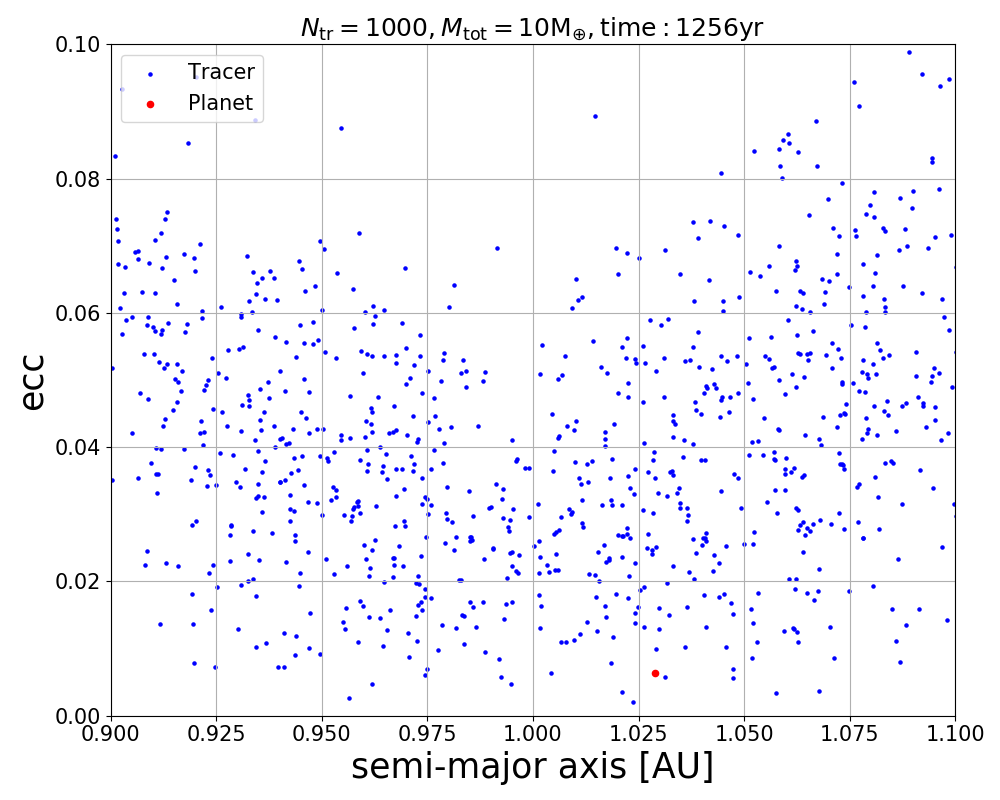 N_tr = 1000, M_tot = 10M_⊕, time : 1256yr
0.10
Tracer
Planet
0.08
0.06
ecc
0.04
0.02
0.00
0.900 0.925 0.950 0.975 1.000 1.025 1.050 1.075 1.100
semi-major axis [AU]